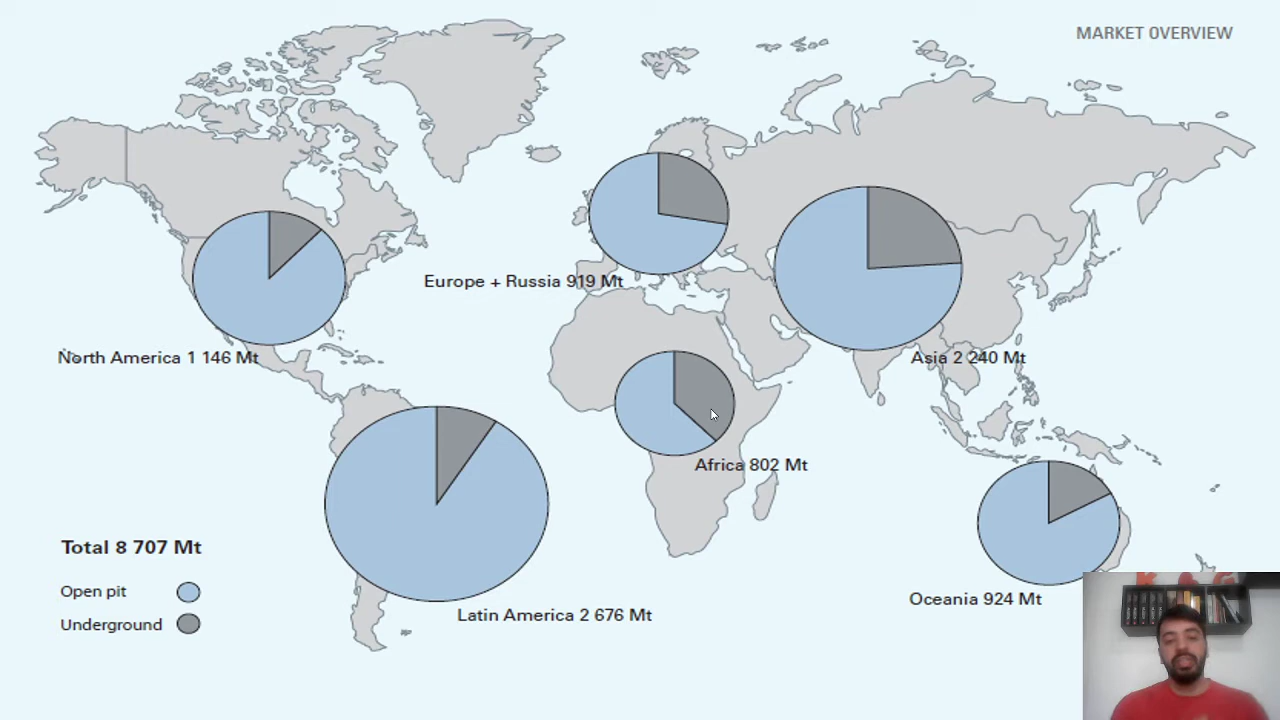 MARKET OVERVIEW
Europe + Russia 919 Mt
North America 1 146 Mt
Asia 2 240 Mt
Africa 802 Mt
Total 8 707 Mt
Open pit
Underground
Latin America 2 676 Mt
Oceania 924 Mt